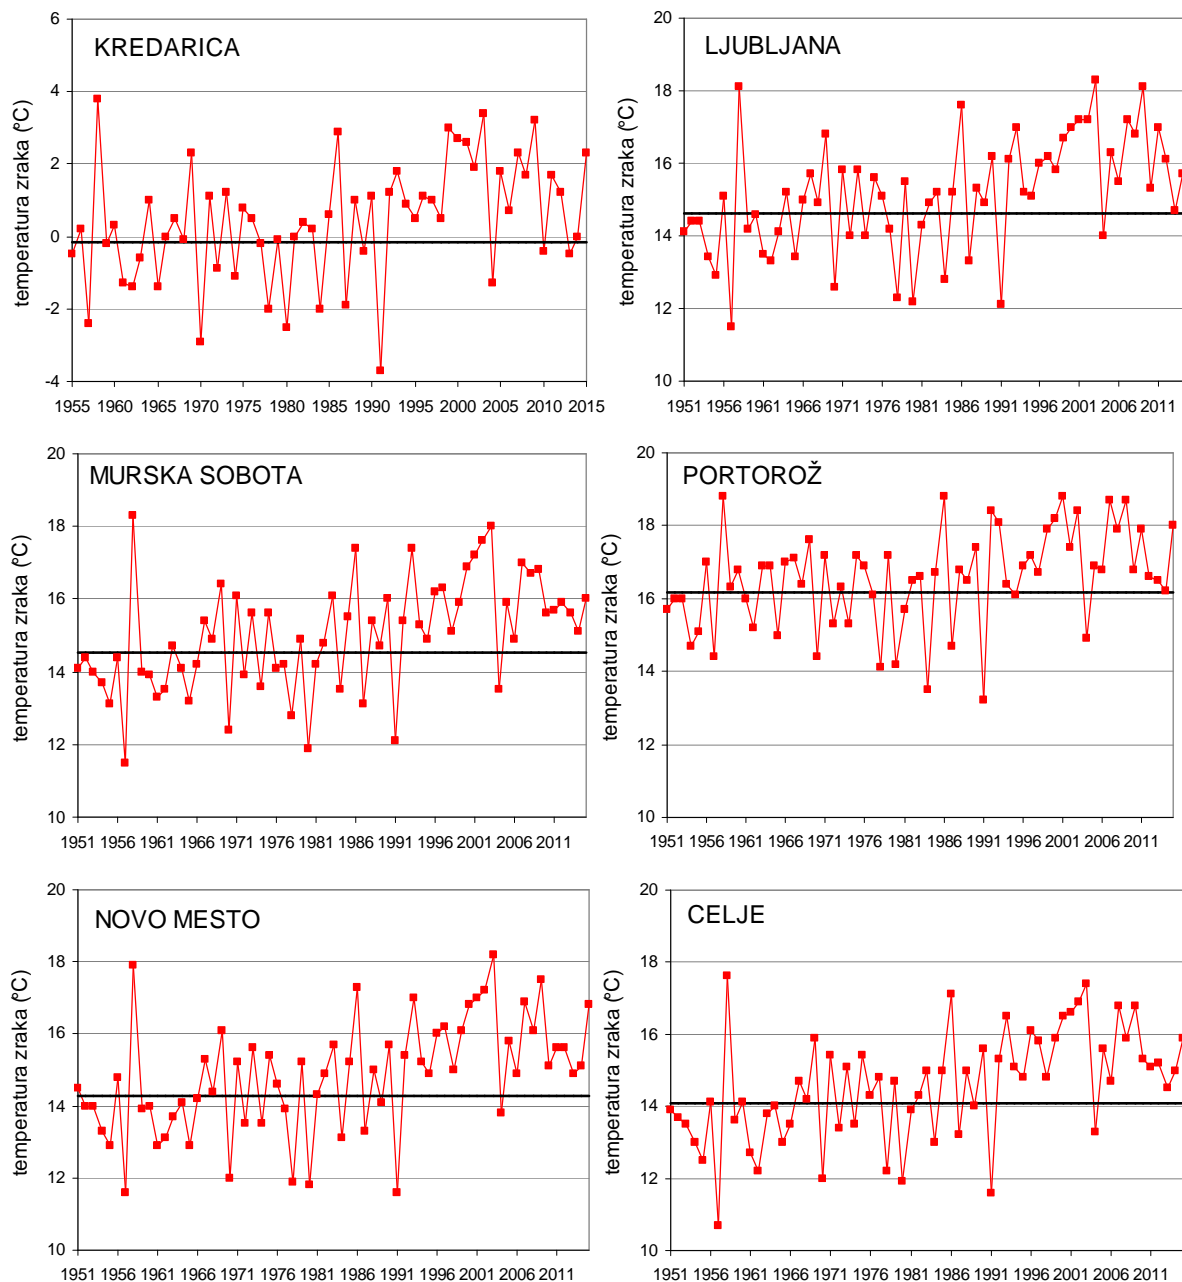 KREDARICA
temperatura zraka (°C)
6
4
2
0
-2
-4
1955 1960 1965 1970 1975 1980 1985 1990 1995 2000 2005 2010 2015
LJUBLJANA
temperatura zraka (°C)
20
18
16
14
12
10
1951 1956 1961 1966 1971 1976 1981 1986 1991 1996 2001 2006 2011
MURSKA SOBOTA
temperatura zraka (°C)
20
18
16
14
12
10
1951 1956 1961 1966 1971 1976 1981 1986 1991 1996 2001 2006 2011
PORTOROŽ
temperatura zraka (°C)
20
18
16
14
12
10
1951 1956 1961 1966 1971 1976 1981 1986 1991 1996 2001 2006 2011
NOVO MESTO
temperatura zraka (°C)
20
18
16
14
12
10
1951 1956 1961 1966 1971 1976 1981 1986 1991 1996 2001 2006 2011
CELJE
temperatura zraka (°C)
20
18
16
14
12
10
1951 1956 1961 1966 1971 1976 1981 1986 1991 1996 2001 2006 2011